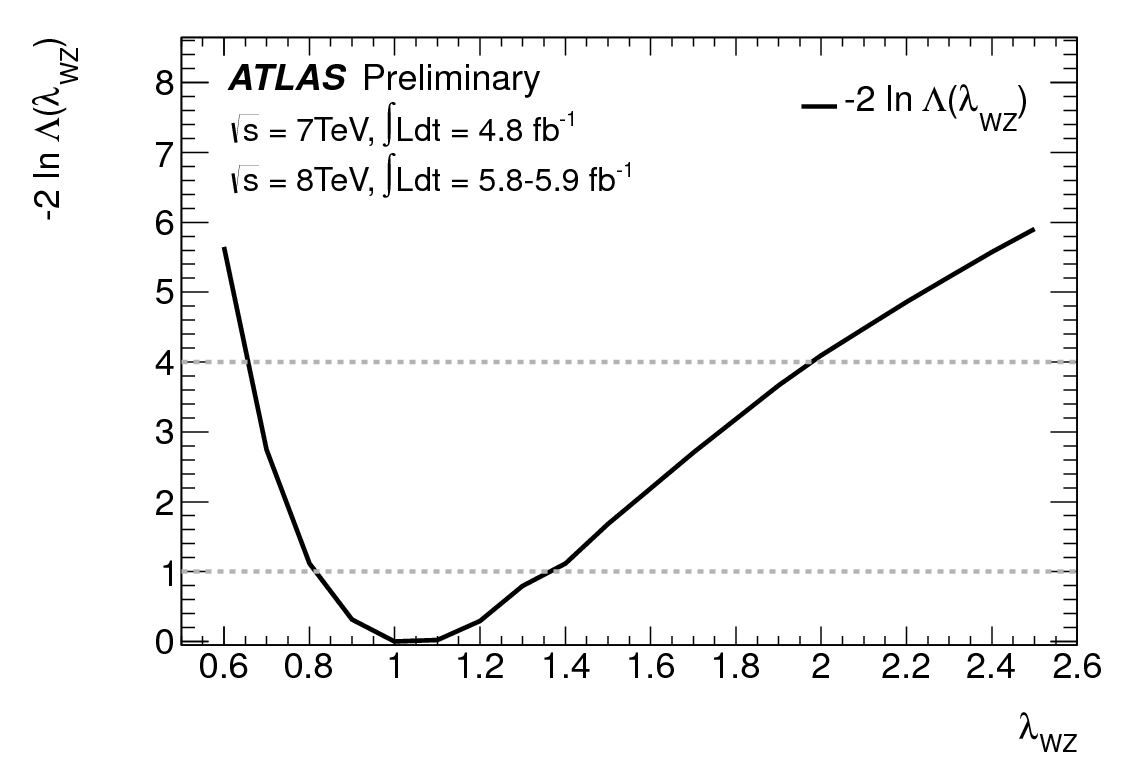 -2 ln Λ(λWZ)
ATLAS Preliminary
√s = 7TeV, ∫Ldt = 4.8 fb-1
√s = 8TeV, ∫Ldt = 5.8-5.9 fb-1
-2 ln Λ(λWZ)
8
7
6
5
4
3
2
1
0
0.6 0.8 1 1.2 1.4 1.6 1.8 2 2.2 2.4 2.6
λWZ